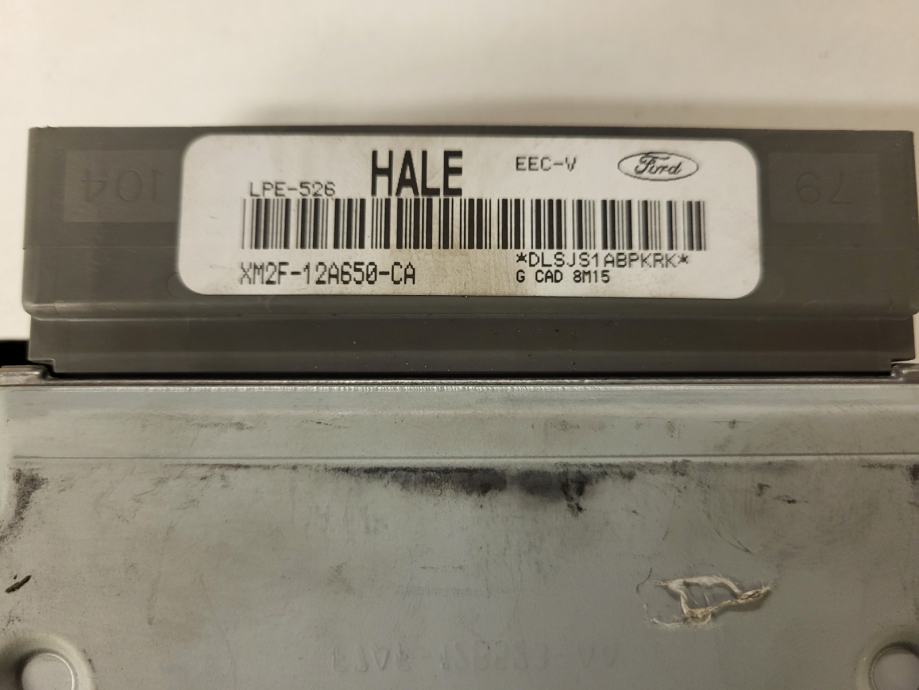 HALE
EEC-V
Ford
LPE-526
XM2F-12A650-CA
*DLSJS1ABPKRK*
G CAD 8M15
104
79